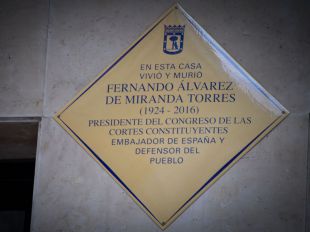 EN ESTA CASA
VIVIÓ Y MURIÓ
FERNANDO ÁLVAREZ
DE MIRANDA TORRES
(1924 - 2016)
PRESIDENTE DEL CONGRESO DE LAS
CORTES CONSTITUYENTES
EMBAJADOR DE ESPAÑA Y
DEFENSOR DEL
PUEBLO